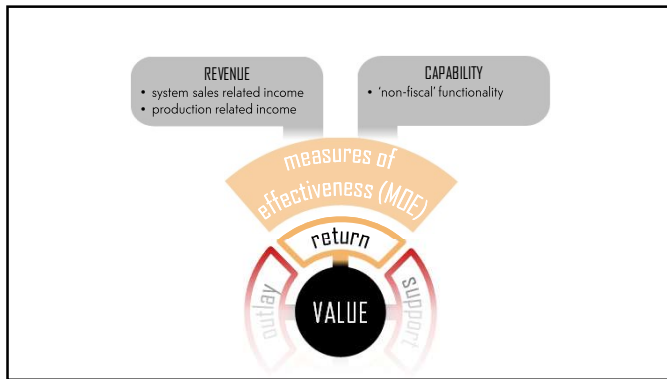 REVENUE
• system sales related income
• production related income
CAPABILITY
• 'non-fiscal' functionality
measures of
effectiveness (MOE)
return
outlay
VALUE
support